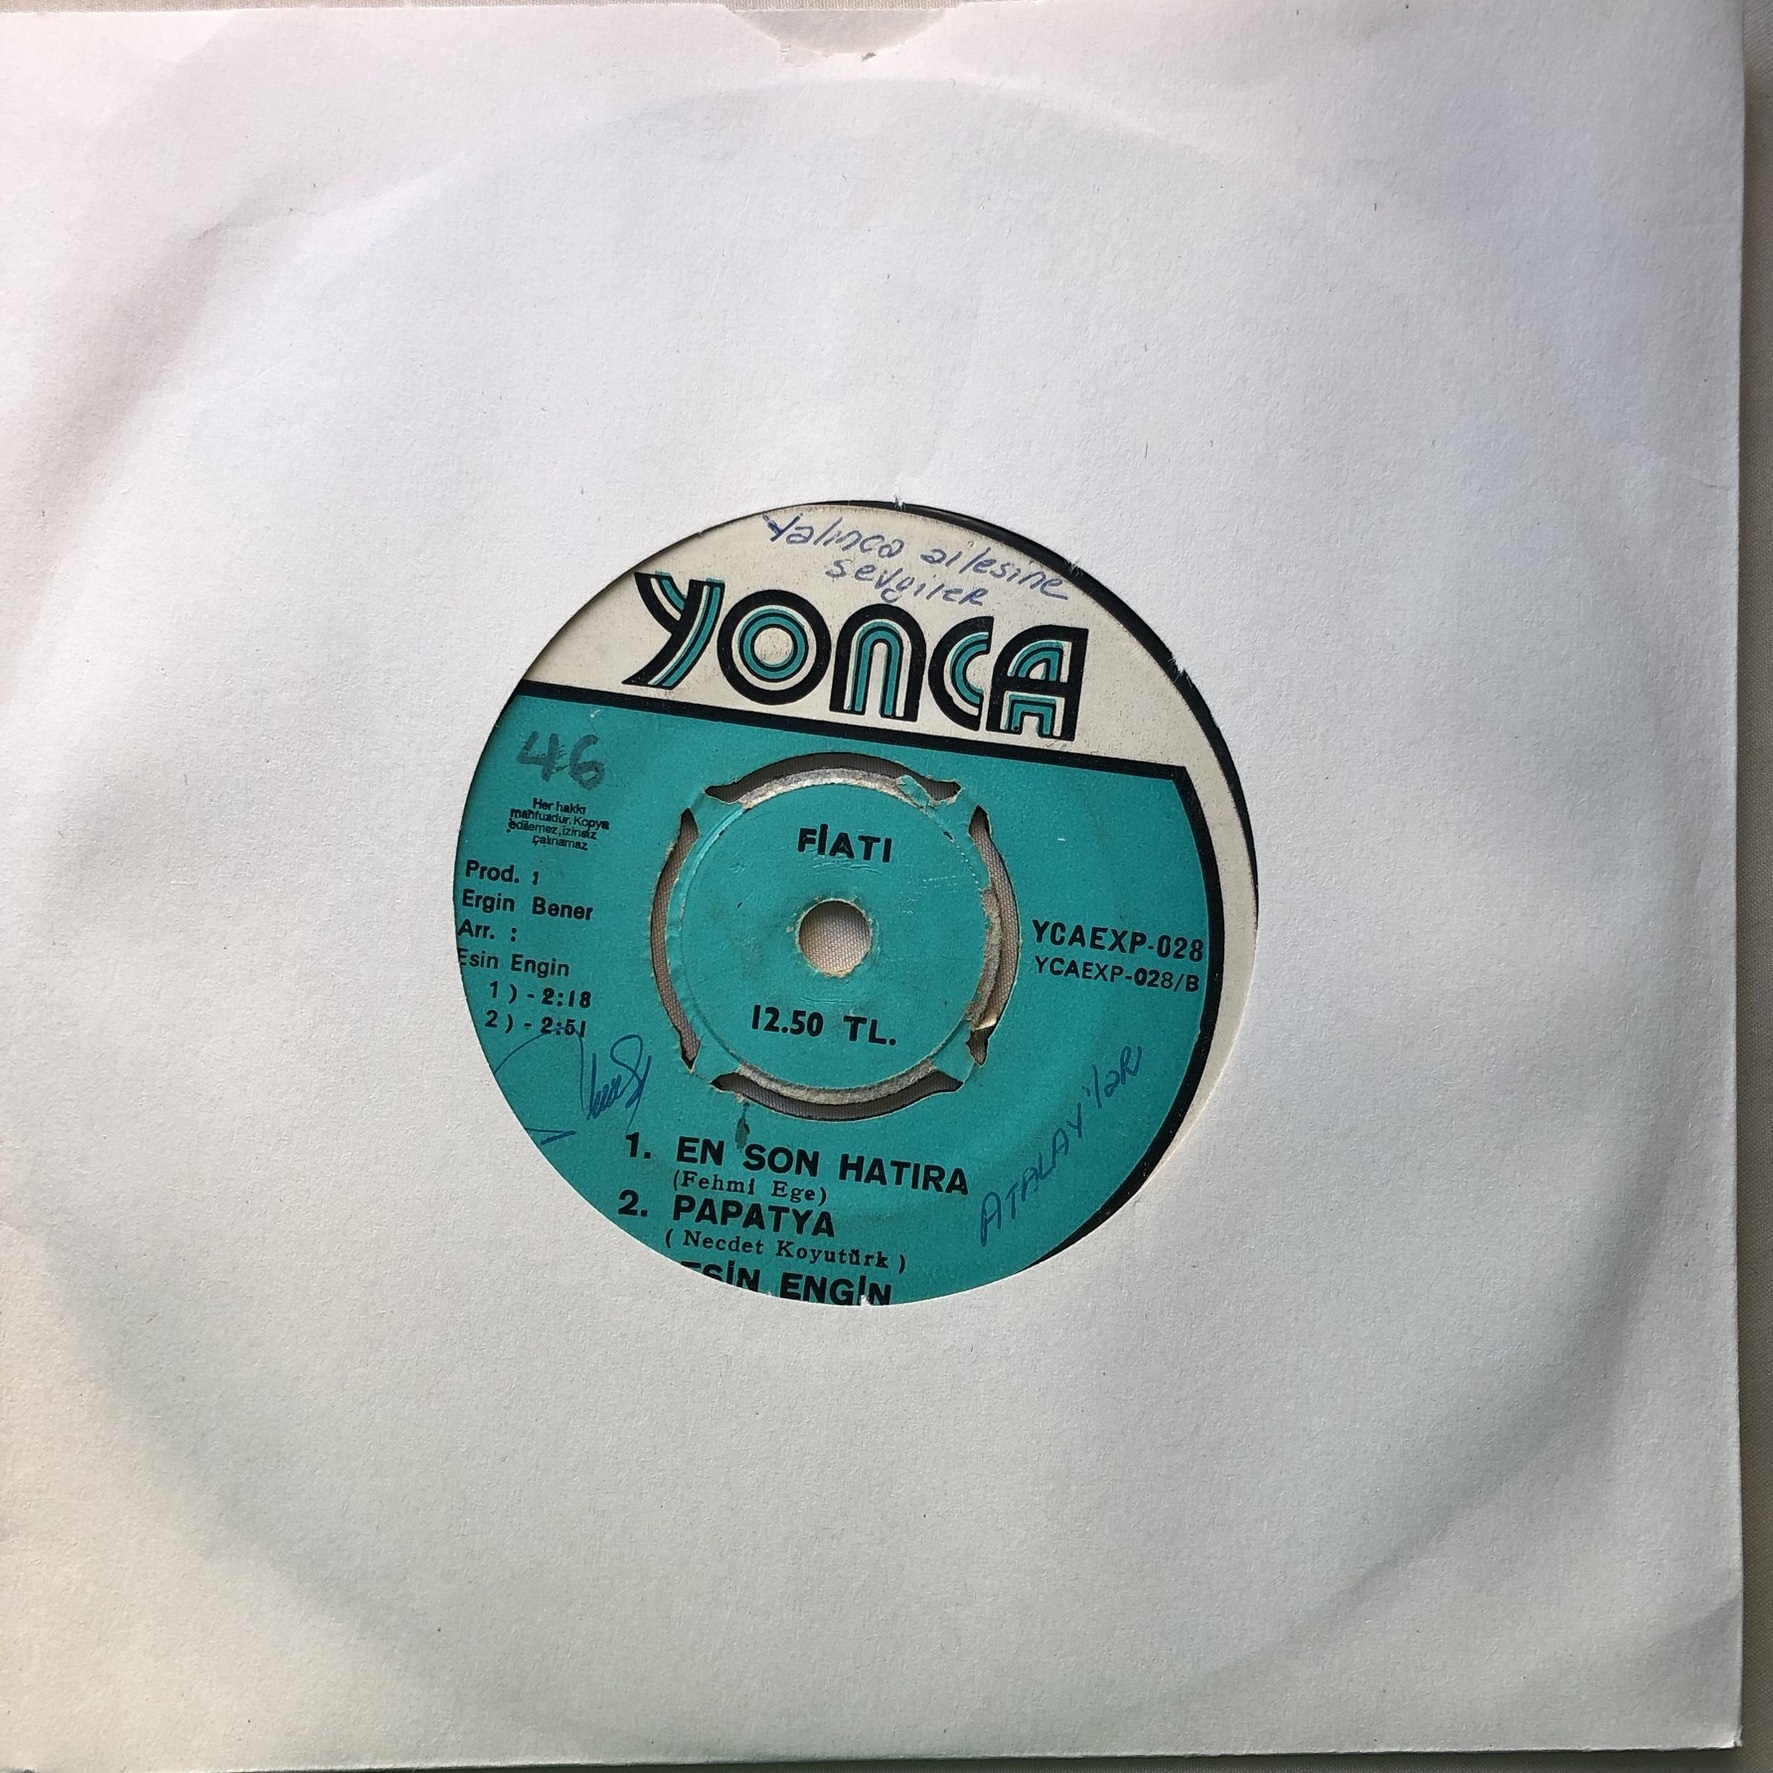 Yalınca ailesine
sevgiler
YONCA
46
Her hakkı
mahfuzdur. Kopya
edilemez, izinsiz
çalınamaz
Prod. :
Ergin Bener
Arr. :
Esin Engin
1 ) - 2:18
2 ) - 2:51
FİATI
12.50 TL.
YCAEXP-028
YCAEXP-028/B
ATALAY'lar
1. EN SON HATIRA
(Fehmi Ege)
2. PAPATYA
( Necdet Koyutürk )
ESİN ENGİN